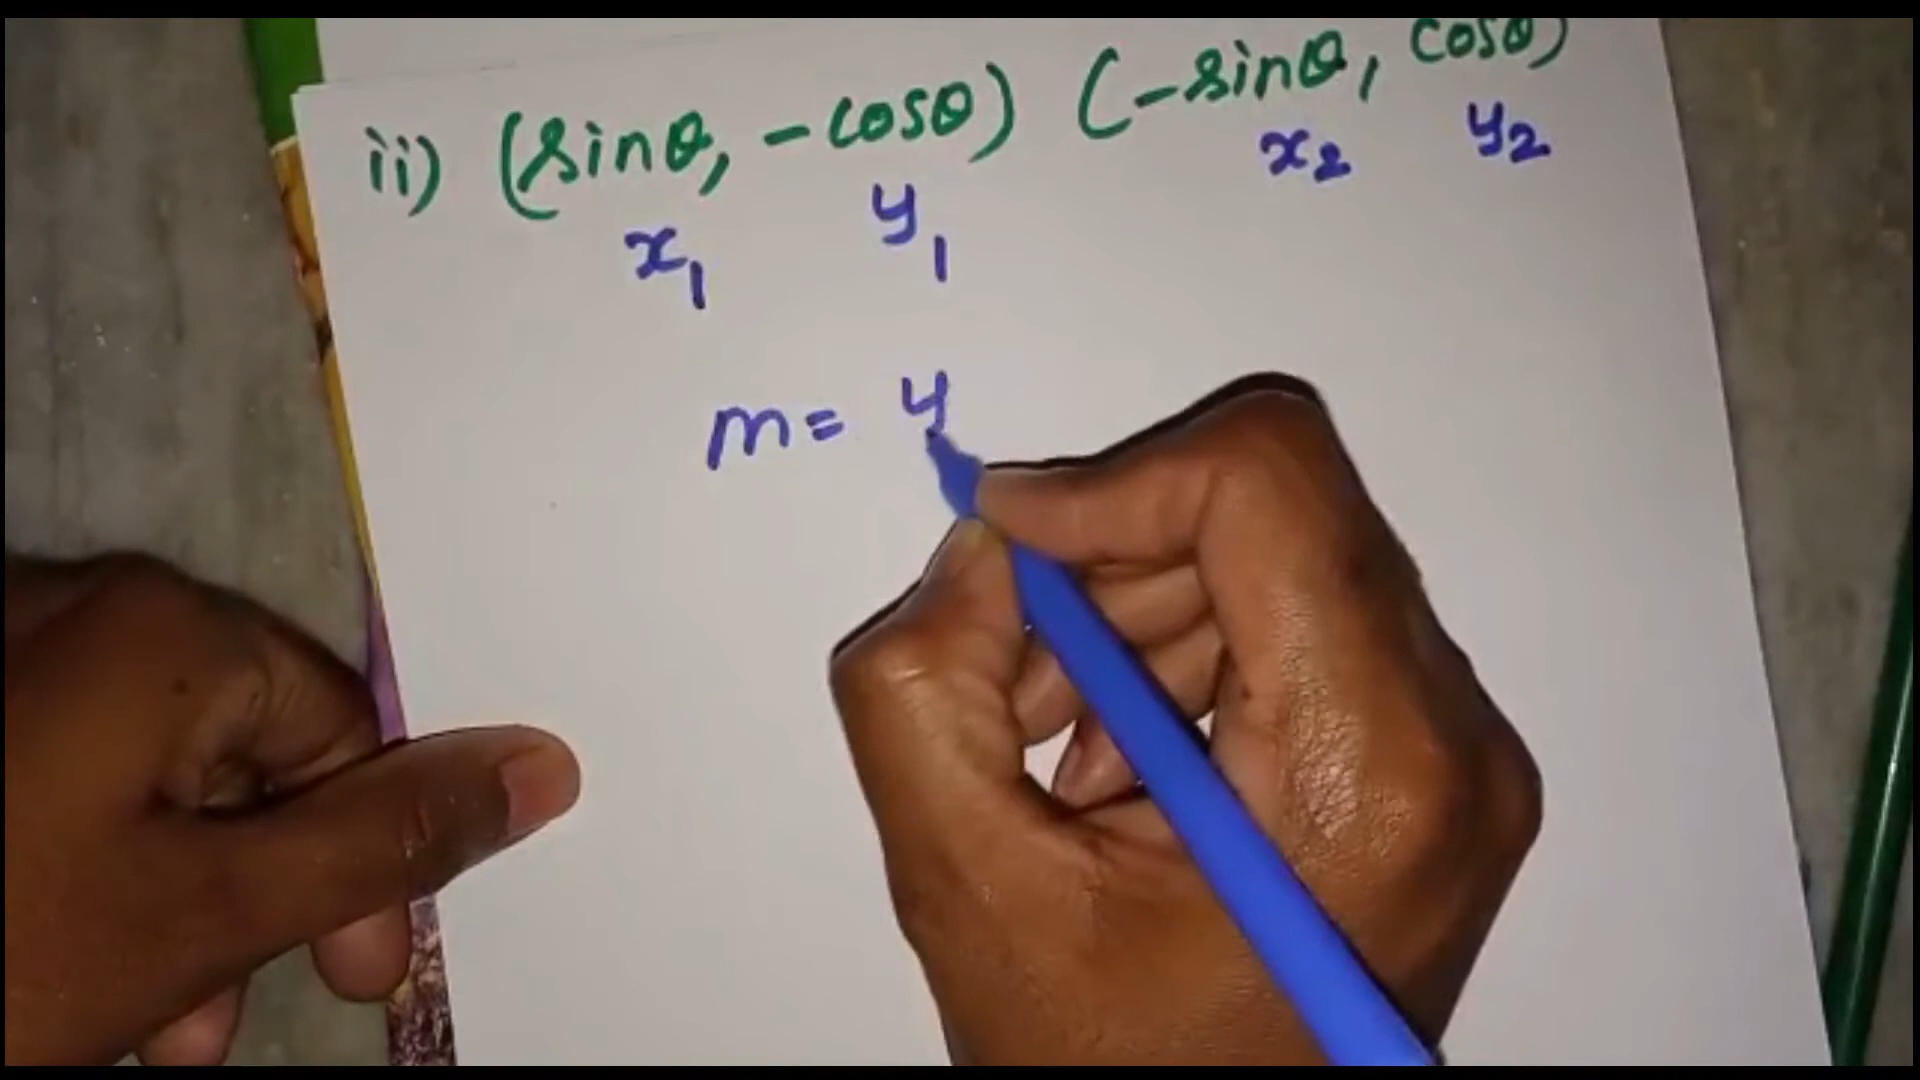 ii) (sinθ, -cosθ) (-sinθ, cosθ)
x1 y1 x2 y2
m= y